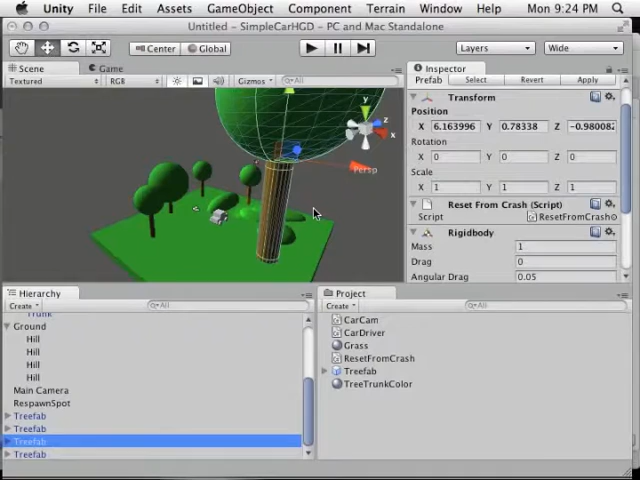 Unity File Edit Assets GameObject Component Terrain Window Help Mon 9:24 PM
Untitled - SimpleCarHGD - PC and Mac Standalone
Center Global Layers Wide
Scene Game Inspector
Textured RGB Gizmos All Prefab Select Revert Apply
Transform
Position
X 6.163996 Y 0.78338 Z -0.98008
Rotation
X 0 Y 0 Z 0
Scale
X 1 Y 1 Z 1
Reset From Crash (Script)
Script ResetFromCrash
Rigidbody
Mass 1
Drag 0
Angular Drag 0.05
y
z
x
Persp
Hierarchy
Create All
Trunk
Ground
Hill
Hill
Hill
Hill
Main Camera
RespawnSpot
Treefab
Treefab
Treefab
Treefab
Project
Create All
CarCam
CarDriver
Grass
ResetFromCrash
Treefab
TreeTrunkColor